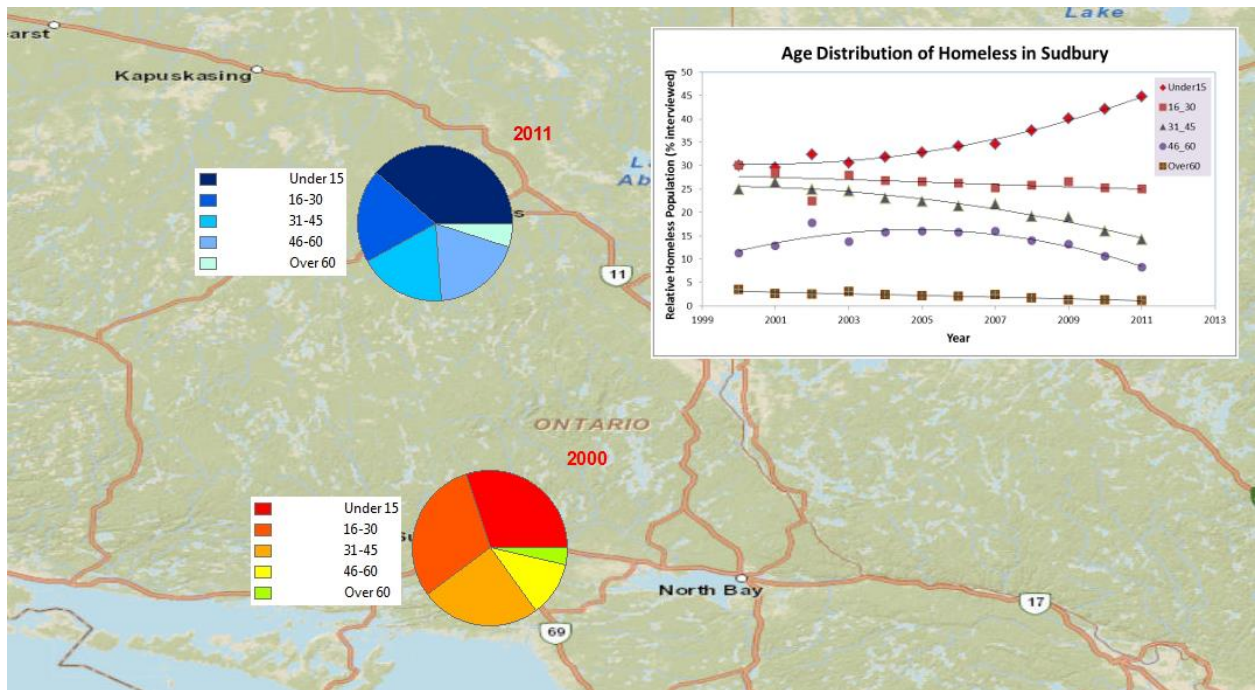 earst
Kapuskasing
Lake
2011
Under 15
16-30
31-45
46-60
Over 60
11
Age Distribution of Homeless in Sudbury
Relative Homeless Population (% interviewed)
50
45
40
35
30
25
20
15
10
5
0
1999
2001
2003
2005
2007
2009
2011
2013
Year
Under15
16_30
31_45
46_60
Over60
ONTARIO
2000
Under 15
16-30
31-45
46-60
Over 60
North Bay
17
69